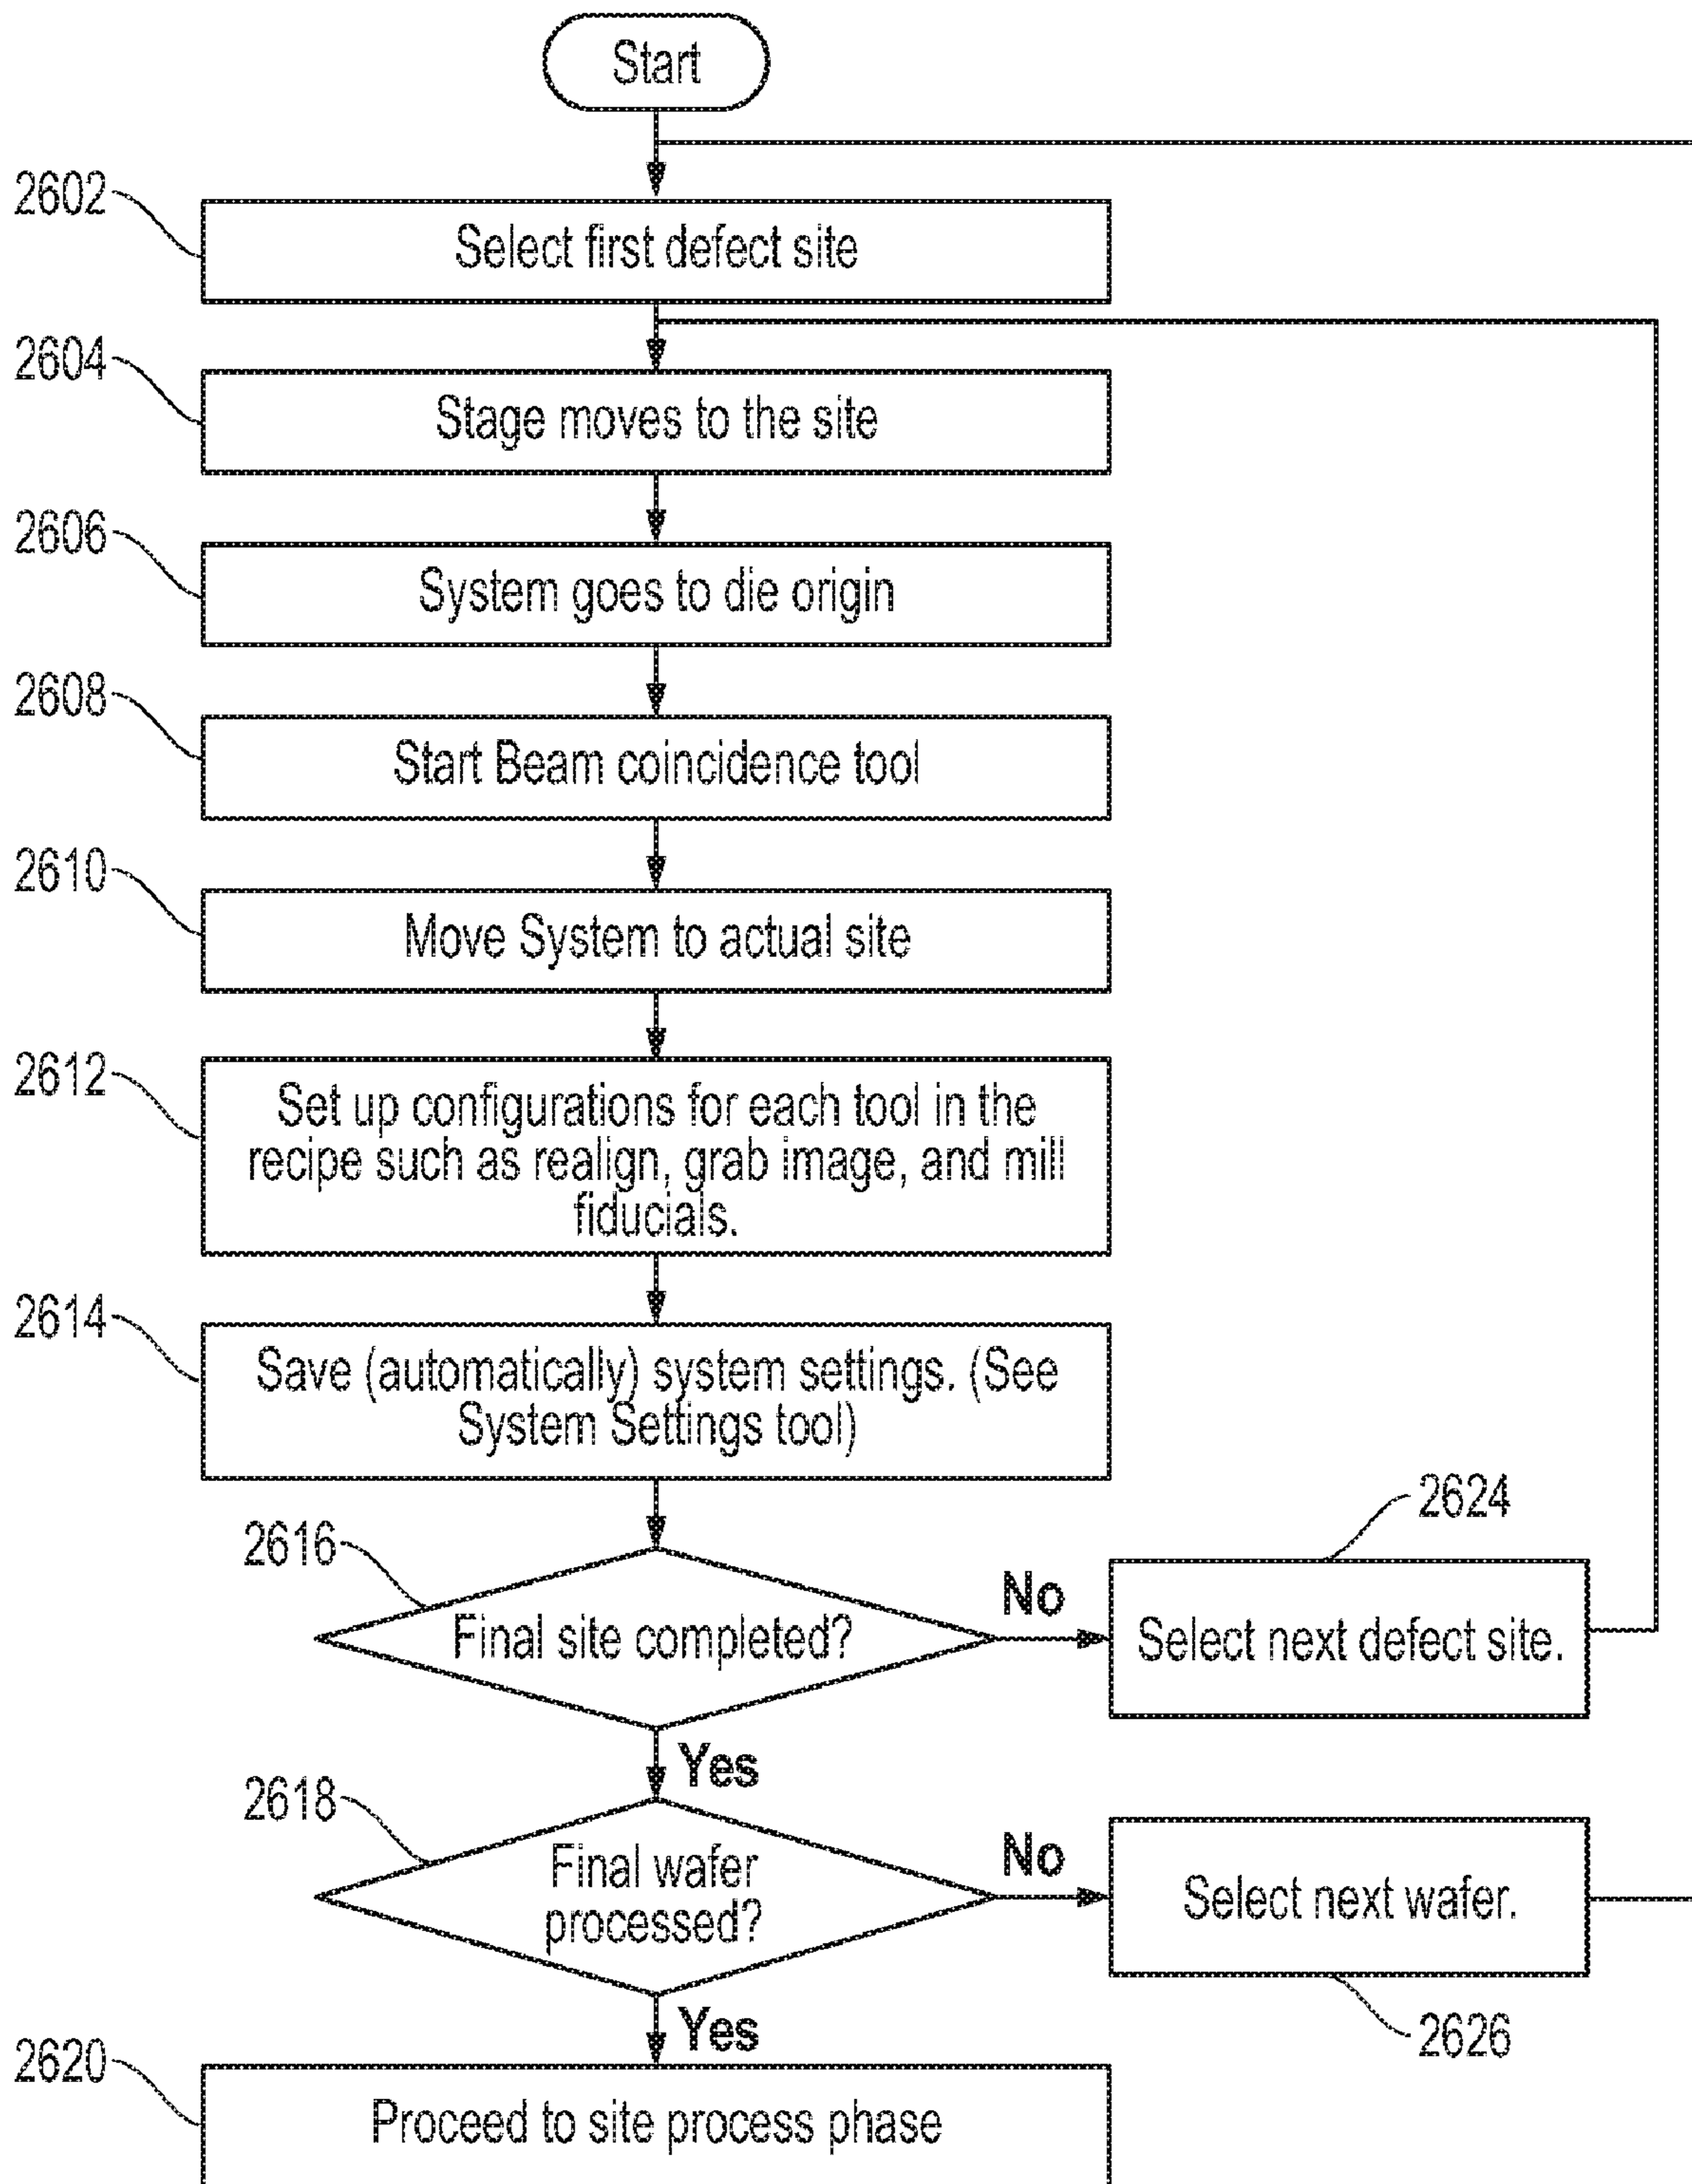 Start
2602
Select first defect site
2604
Stage moves to the site
2606
System goes to die origin
2608
Start Beam coincidence tool
2610
Move System to actual site
2612
Set up configurations for each tool in the
recipe such as realign, grab image, and mill
fiducials.
2614
Save (automatically) system settings. (See
System Settings tool)
2616
Final site completed?
No
2624
Select next defect site.
Yes
2618
Final wafer
processed?
No
Select next wafer.
2626
Yes
2620
Proceed to site process phase